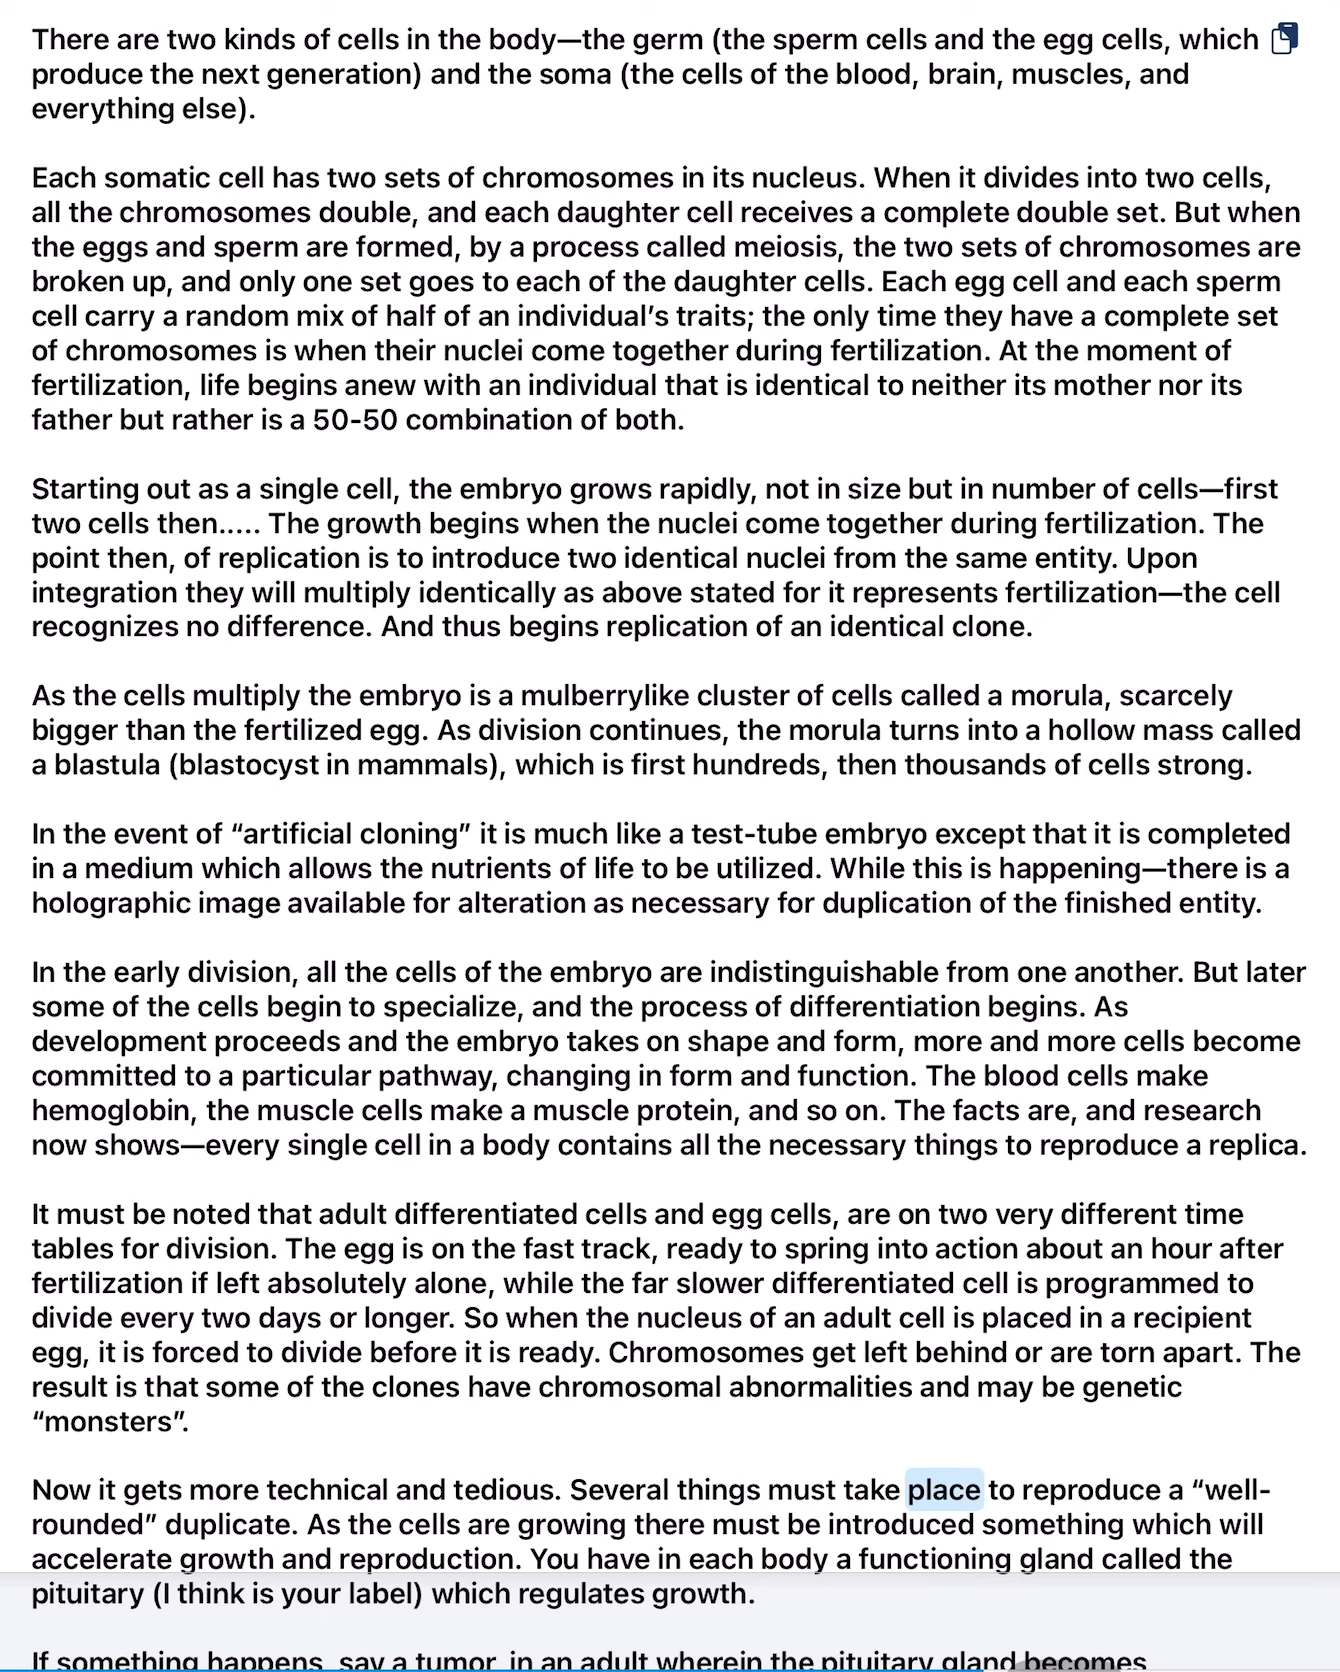 There are two kinds of cells in the body—the germ (the sperm cells and the egg cells, which
produce the next generation) and the soma (the cells of the blood, brain, muscles, and
everything else).
Each somatic cell has two sets of chromosomes in its nucleus. When it divides into two cells,
all the chromosomes double, and each daughter cell receives a complete double set. But when
the eggs and sperm are formed, by a process called meiosis, the two sets of chromosomes are
broken up, and only one set goes to each of the daughter cells. Each egg cell and each sperm
cell carry a random mix of half of an individual’s traits; the only time they have a complete set
of chromosomes is when their nuclei come together during fertilization. At the moment of
fertilization, life begins anew with an individual that is identical to neither its mother nor its
father but rather is a 50-50 combination of both.
Starting out as a single cell, the embryo grows rapidly, not in size but in number of cells—first
two cells then..... The growth begins when the nuclei come together during fertilization. The
point then, of replication is to introduce two identical nuclei from the same entity. Upon
integration they will multiply identically as above stated for it represents fertilization—the cell
recognizes no difference. And thus begins replication of an identical clone.
As the cells multiply the embryo is a mulberrylike cluster of cells called a morula, scarcely
bigger than the fertilized egg. As division continues, the morula turns into a hollow mass called
a blastula (blastocyst in mammals), which is first hundreds, then thousands of cells strong.
In the event of “artificial cloning” it is much like a test-tube embryo except that it is completed
in a medium which allows the nutrients of life to be utilized. While this is happening—there is a
holographic image available for alteration as necessary for duplication of the finished entity.
In the early division, all the cells of the embryo are indistinguishable from one another. But later
some of the cells begin to specialize, and the process of differentiation begins. As
development proceeds and the embryo takes on shape and form, more and more cells become
committed to a particular pathway, changing in form and function. The blood cells make
hemoglobin, the muscle cells make a muscle protein, and so on. The facts are, and research
now shows—every single cell in a body contains all the necessary things to reproduce a replica.
It must be noted that adult differentiated cells and egg cells, are on two very different time
tables for division. The egg is on the fast track, ready to spring into action about an hour after
fertilization if left absolutely alone, while the far slower differentiated cell is programmed to
divide every two days or longer. So when the nucleus of an adult cell is placed in a recipient
egg, it is forced to divide before it is ready. Chromosomes get left behind or are torn apart. The
result is that some of the clones have chromosomal abnormalities and may be genetic
“monsters”.
Now it gets more technical and tedious. Several things must take place to reproduce a “well-
rounded” duplicate. As the cells are growing there must be introduced something which will
accelerate growth and reproduction. You have in each body a functioning gland called the
pituitary (I think is your label) which regulates growth.
If something happens, say a tumor, in an adult wherein the pituitary gland becomes